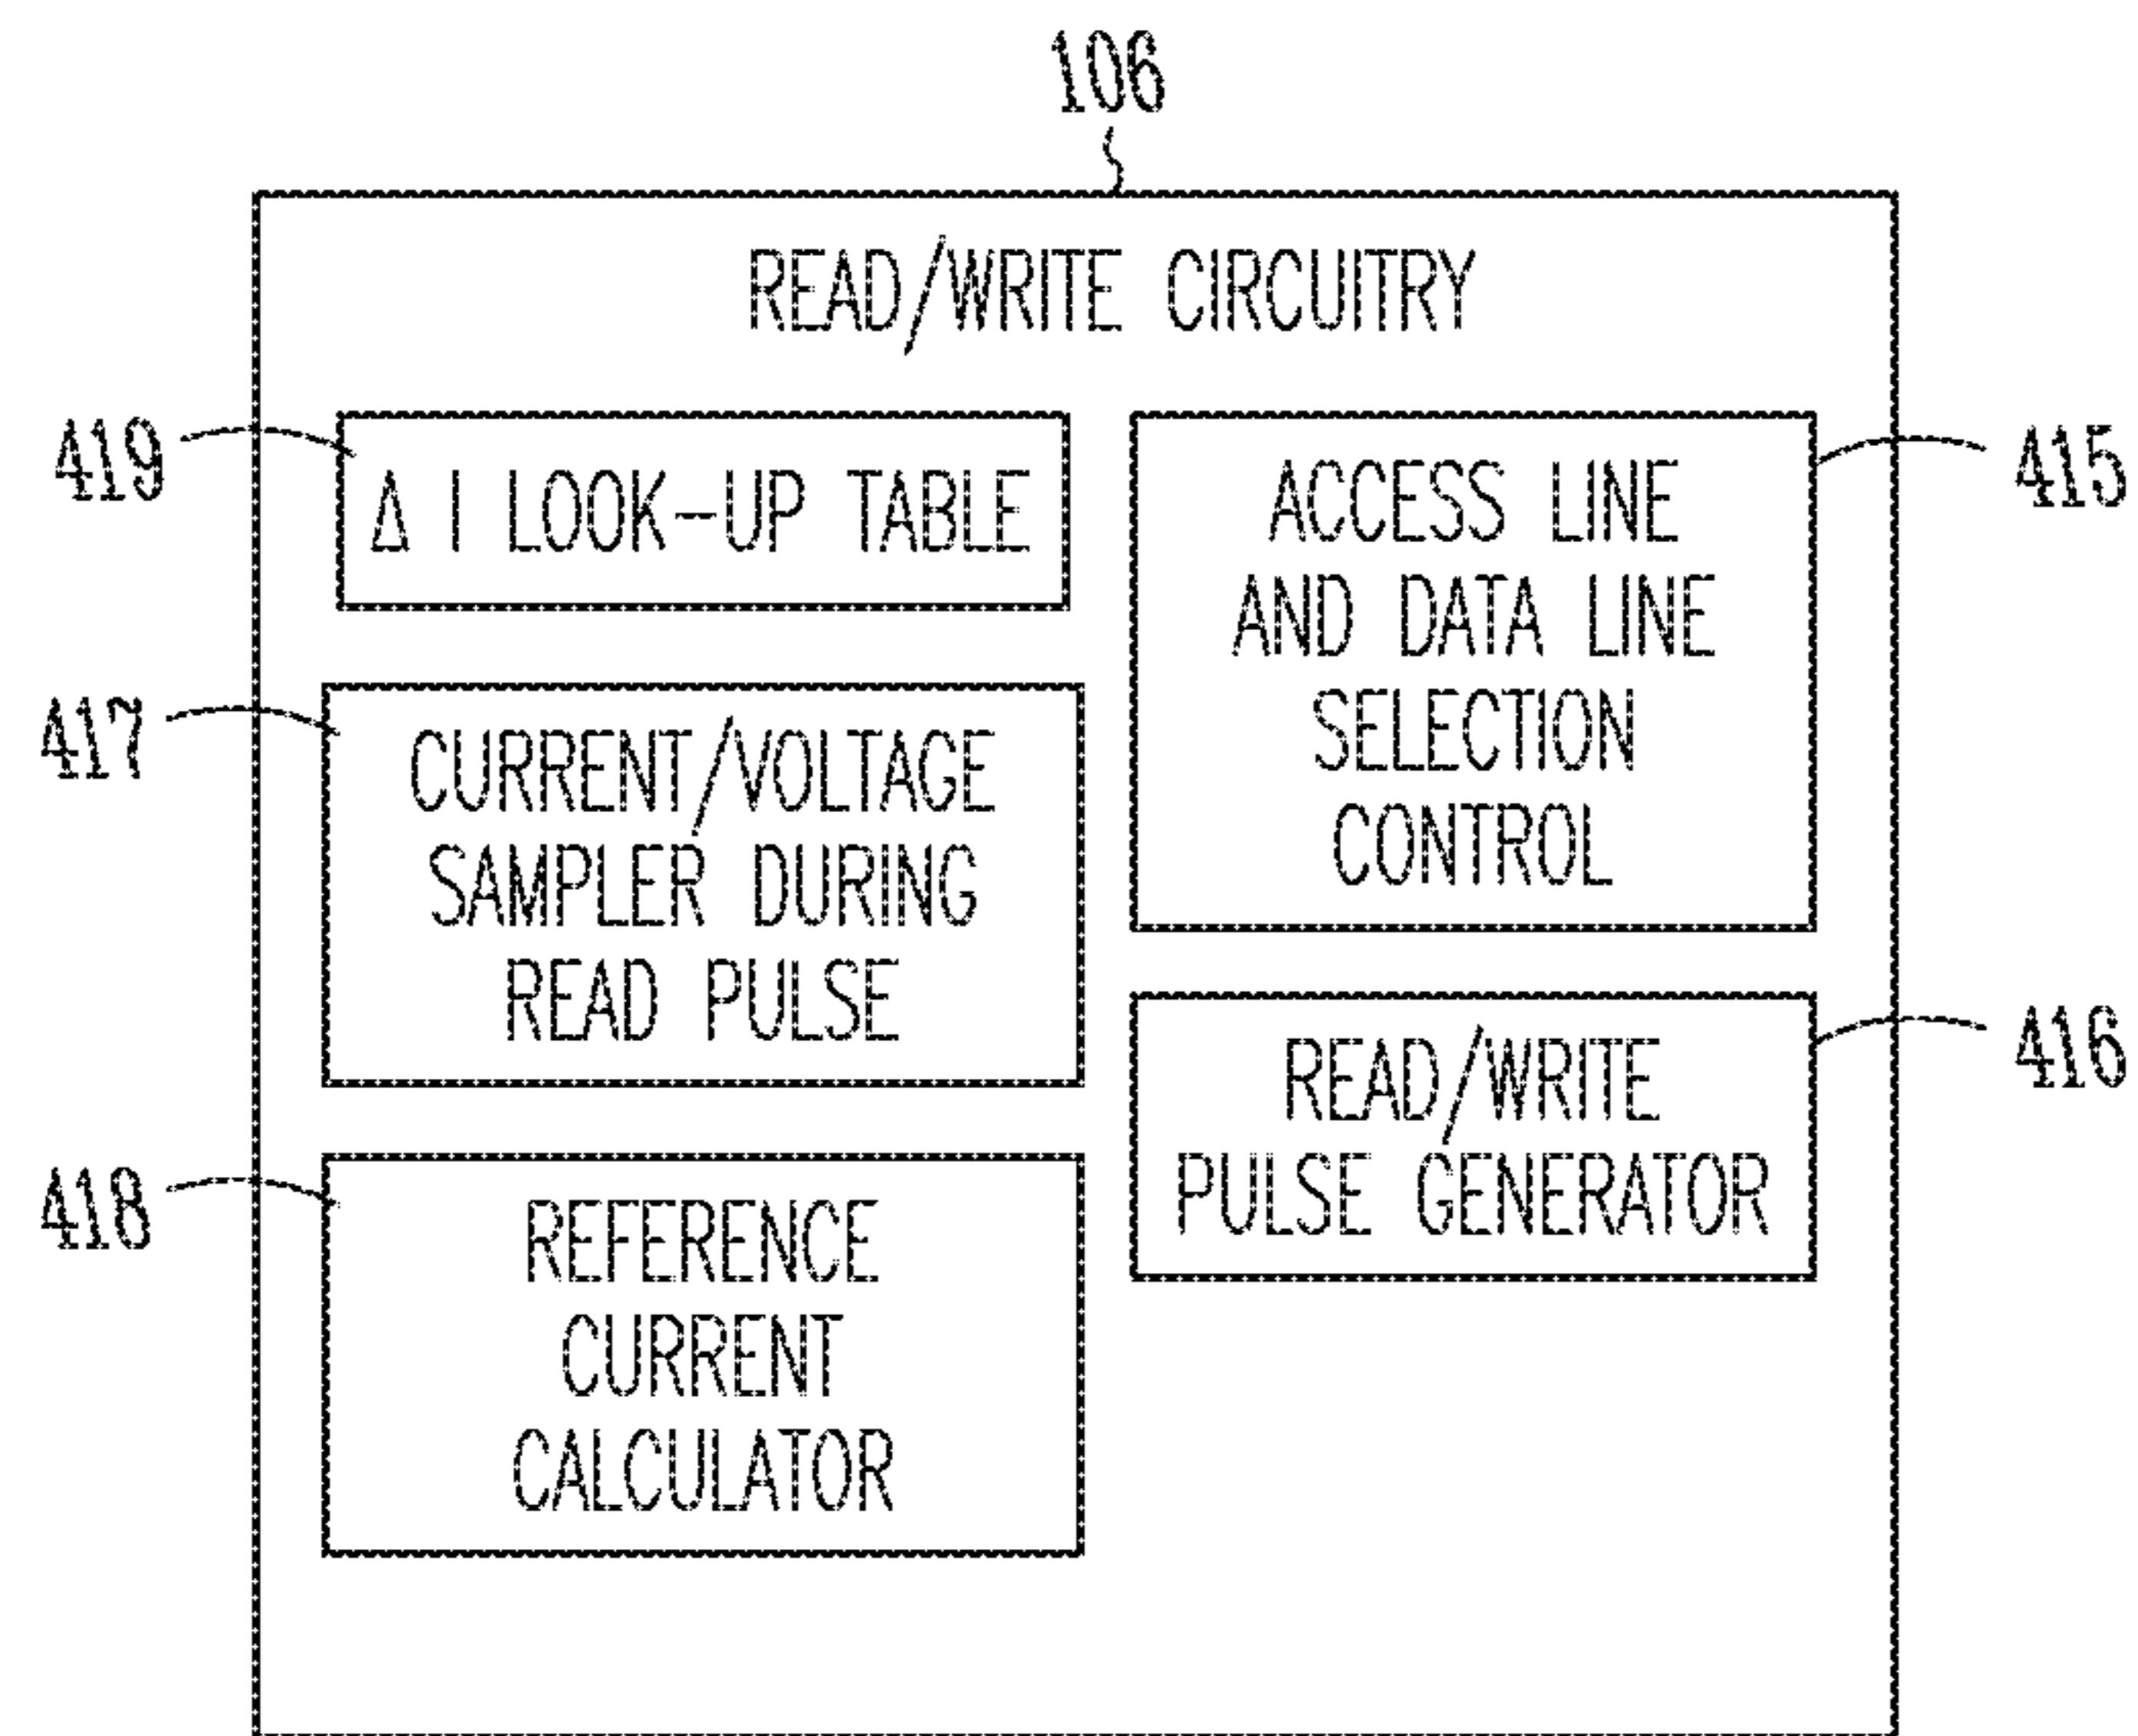 106
READ/WRITE CIRCUITRY
419
Δ I LOOK-UP TABLE
417
CURRENT/VOLTAGE
SAMPLER DURING
READ PULSE
418
REFERENCE
CURRENT
CALCULATOR
415
ACCESS LINE
AND DATA LINE
SELECTION
CONTROL
416
READ/WRITE
PULSE GENERATOR